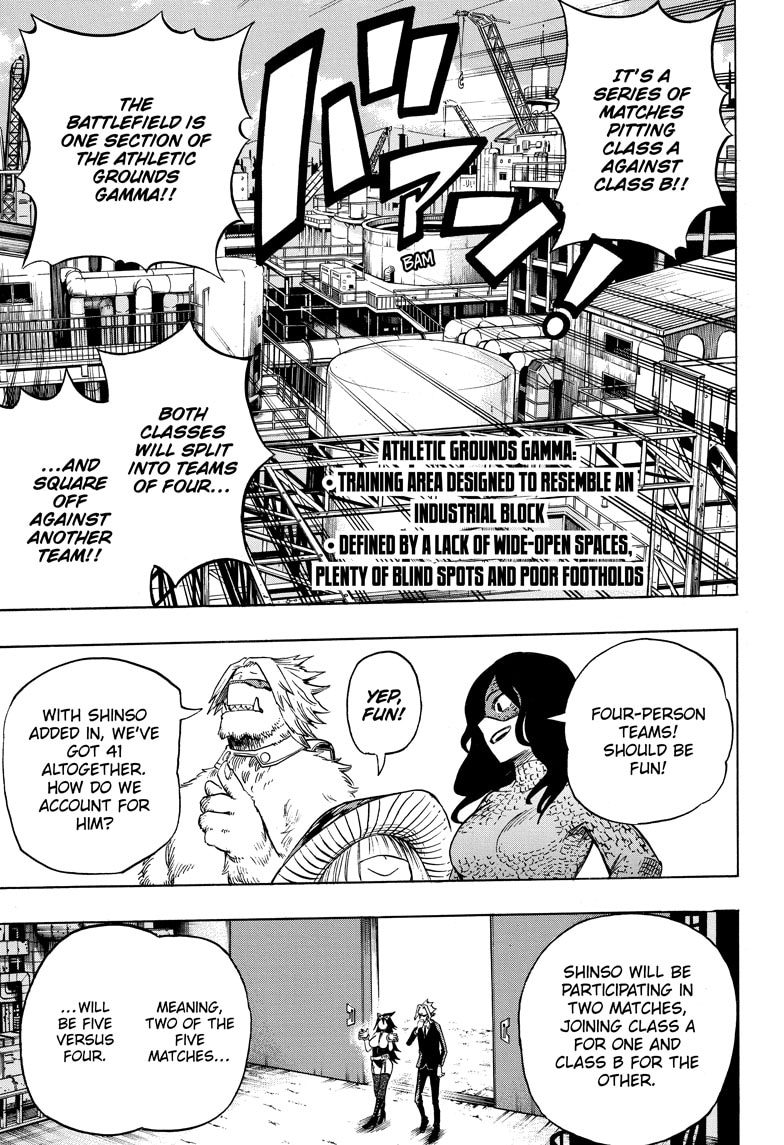 IT'S A
SERIES OF
MATCHES
PITTING
CLASS A
AGAINST
CLASS B!!
バァーン!
BAM
THE
BATTLEFIELD IS
ONE SECTION OF
THE ATHLETIC
GROUNDS
GAMMA!!
BOTH
CLASSES
WILL SPLIT
INTO TEAMS
OF FOUR...
...AND
SQUARE
OFF
AGAINST
ANOTHER
TEAM!!
ATHLETIC GROUNDS GAMMA:
• TRAINING AREA DESIGNED TO RESEMBLE AN
INDUSTRIAL BLOCK
• DEFINED BY A LACK OF WIDE-OPEN SPACES,
PLENTY OF BLIND SPOTS AND POOR FOOTHOLDS
FOUR-PERSON
TEAMS!
SHOULD BE
FUN!
YEP,
FUN!
WITH SHINSO
ADDED IN, WE'VE
GOT 41
ALTOGETHER.
HOW DO WE
ACCOUNT FOR
HIM?
SHINSO WILL BE
PARTICIPATING IN
TWO MATCHES,
JOINING CLASS A
FOR ONE AND
CLASS B FOR THE
OTHER.
MEANING,
TWO OF THE
FIVE
MATCHES...
...WILL
BE FIVE
VERSUS
FOUR.